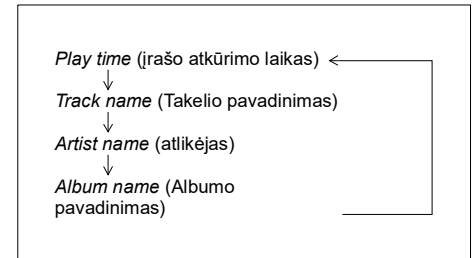 Play time (įrašo atkūrimo laikas)
Track name (Takelio pavadinimas)
Artist name (atlikėjas)
Album name (Albumo
pavadinimas)